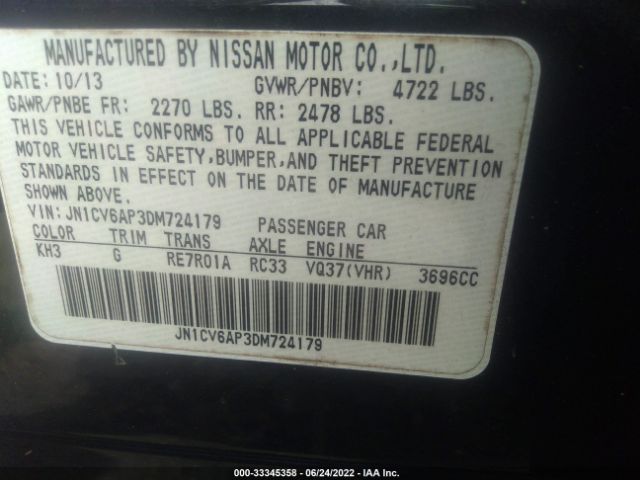 MANUFACTURED BY NISSAN MOTOR CO.,LTD.
DATE: 10/13 GVWR/PNBV: 4722 LBS.
GAWR/PNBE FR: 2270 LBS. RR: 2478 LBS.
THIS VEHICLE CONFORMS TO ALL APPLICABLE FEDERAL
MOTOR VEHICLE SAFETY,BUMPER,AND THEFT PREVENTION
STANDARDS IN EFFECT ON THE DATE OF MANUFACTURE
SHOWN ABOVE.
VIN: JN1CV6AP3DM724179 PASSENGER CAR
COLOR TRIM TRANS AXLE ENGINE
KH3 G RE7R01A RC33 VQ37(VHR) 3696CC
JN1CV6AP3DM724179
000-33345358 - 06/24/2022 - IAA Inc.